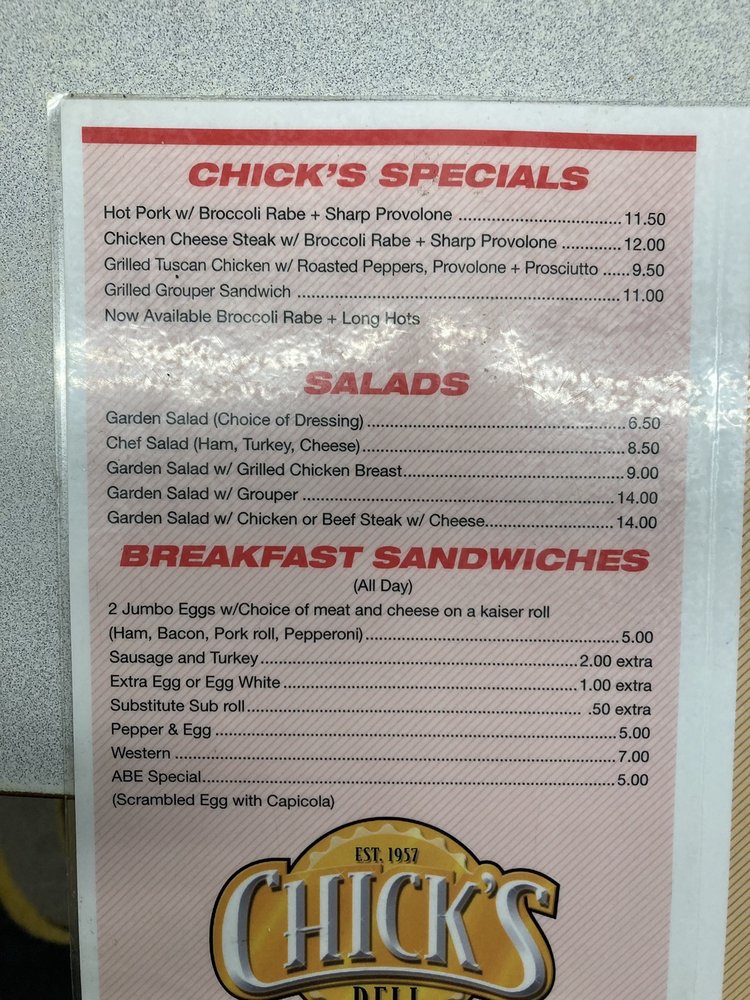 CHICK'S SPECIALS
Hot Pork w/ Broccoli Rabe + Sharp Provolone ................................. 11.50
Chicken Cheese Steak w/ Broccoli Rabe + Sharp Provolone ............ 12.00
Grilled Tuscan Chicken w/ Roasted Peppers, Provolone + Prosciutto ...... 9.50
Grilled Grouper Sandwich .................................................................. 11.00
Now Available Broccoli Rabe + Long Hots
SALADS
Garden Salad (Choice of Dressing) ..................................................... 6.50
Chef Salad (Ham, Turkey, Cheese)...................................................... 8.50
Garden Salad w/ Grilled Chicken Breast.............................................. 9.00
Garden Salad w/ Grouper ................................................................ 14.00
Garden Salad w/ Chicken or Beef Steak w/ Cheese.......................... 14.00
BREAKFAST SANDWICHES
(All Day)
2 Jumbo Eggs w/Choice of meat and cheese on a kaiser roll
(Ham, Bacon, Pork roll, Pepperoni)..................................................... 5.00
Sausage and Turkey................................................................. 2.00 extra
Extra Egg or Egg White ............................................................ 1.00 extra
Substitute Sub roll..................................................................... .50 extra
Pepper & Egg .................................................................................. 5.00
Western .......................................................................................... 7.00
ABE Special..................................................................................... 5.00
(Scrambled Egg with Capicola)
EST. 1957
CHICK'S
DELI